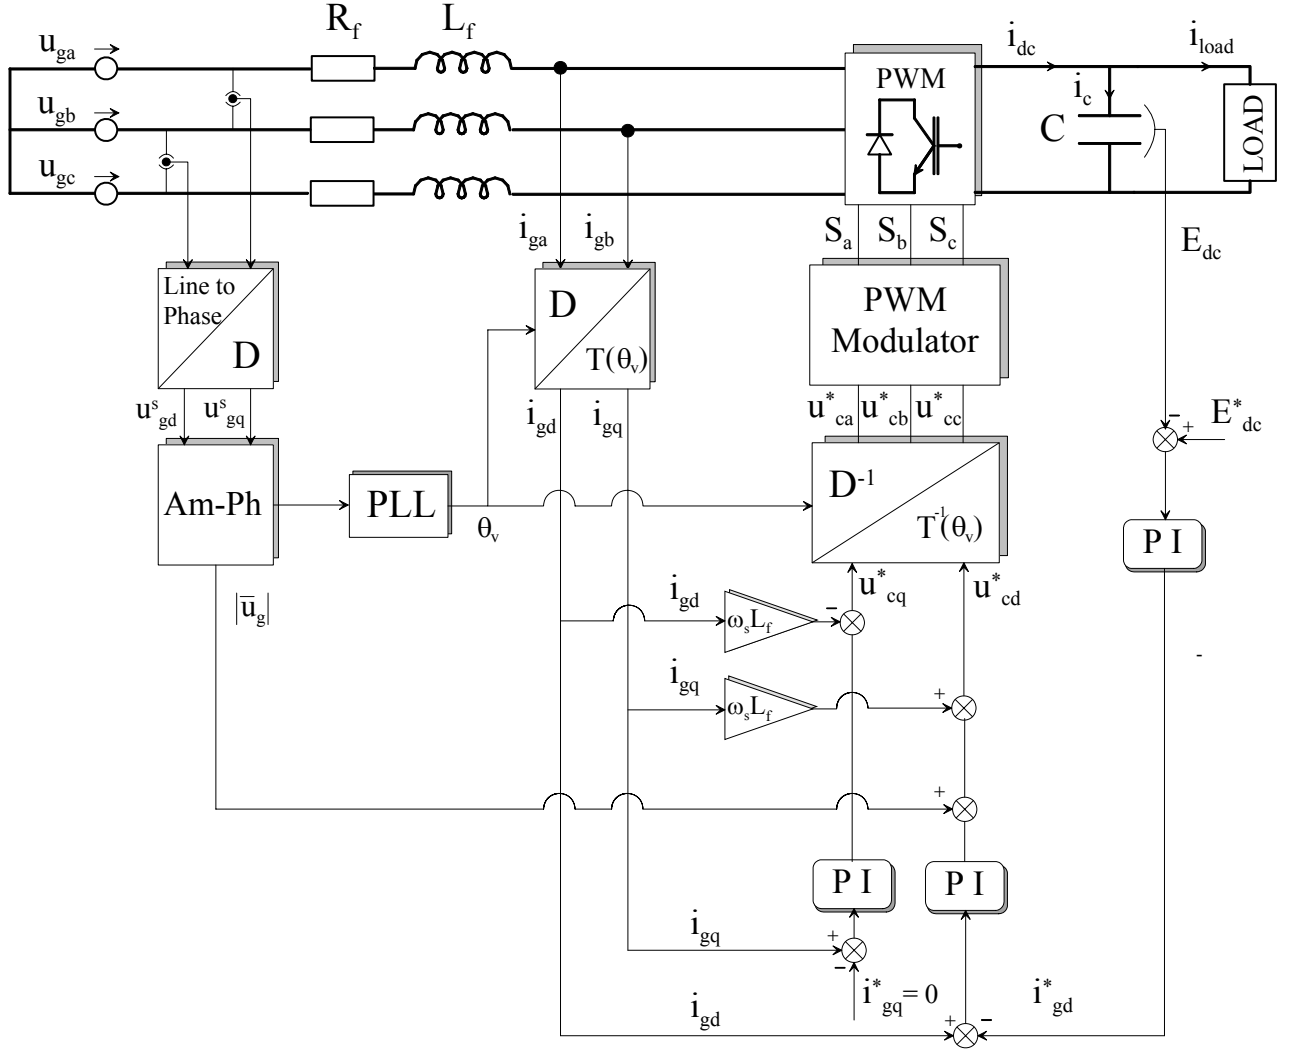 R_f L_f
u_ga
u_gb
u_gc
PWM
i_dc
i_load
i_c
C
LOAD
i_ga i_gb
S_a S_b S_c
E_dc
Line to
Phase
D
D
T(θ_v)
PWM
Modulator
u^s_gd u^s_gq
i_gd i_gq
u^*_ca u^*_cb u^*_cc
− +
E^*_dc
Am-Ph
PLL
θ_v
D^-1
T^-1(θ_v)
P I
|u̅_g|
i_gd
ω_sL_f
−
u^*_cq
u^*_cd
i_gq
ω_sL_f
+
-
+
P I
P I
i_gq
+
−
i^*_gq = 0
i^*_gd
i_gd
+ −